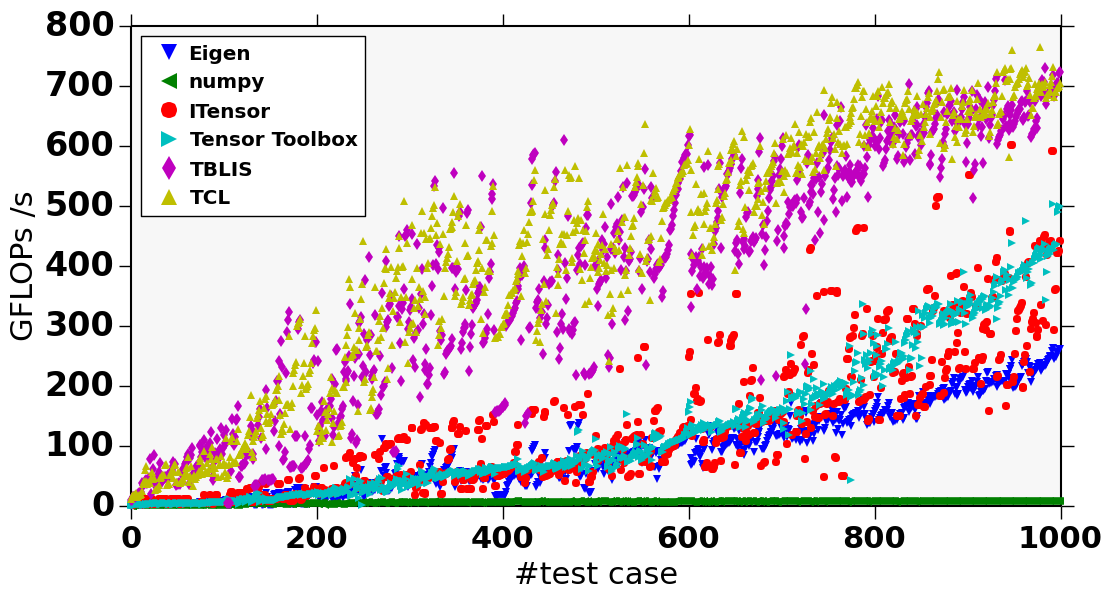 800
700
600
500
400
300
200
100
0
GFLOPs /s
Eigen
numpy
ITensor
Tensor Toolbox
TBLIS
TCL
0 200 400 600 800 1000
#test case